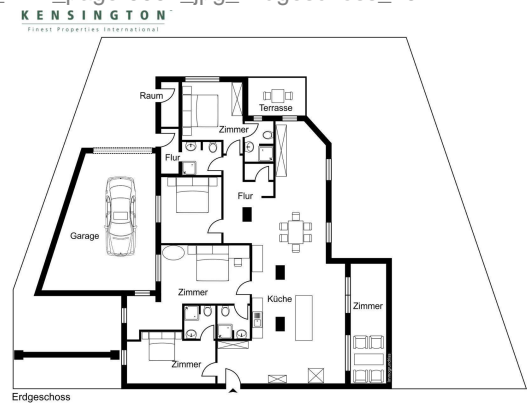 KENSINGTON
Finest Properties International
Raum
Terrasse
Zimmer
Flur
Flur
Garage
Zimmer
Küche
Zimmer
Zimmer
Erdgeschoss